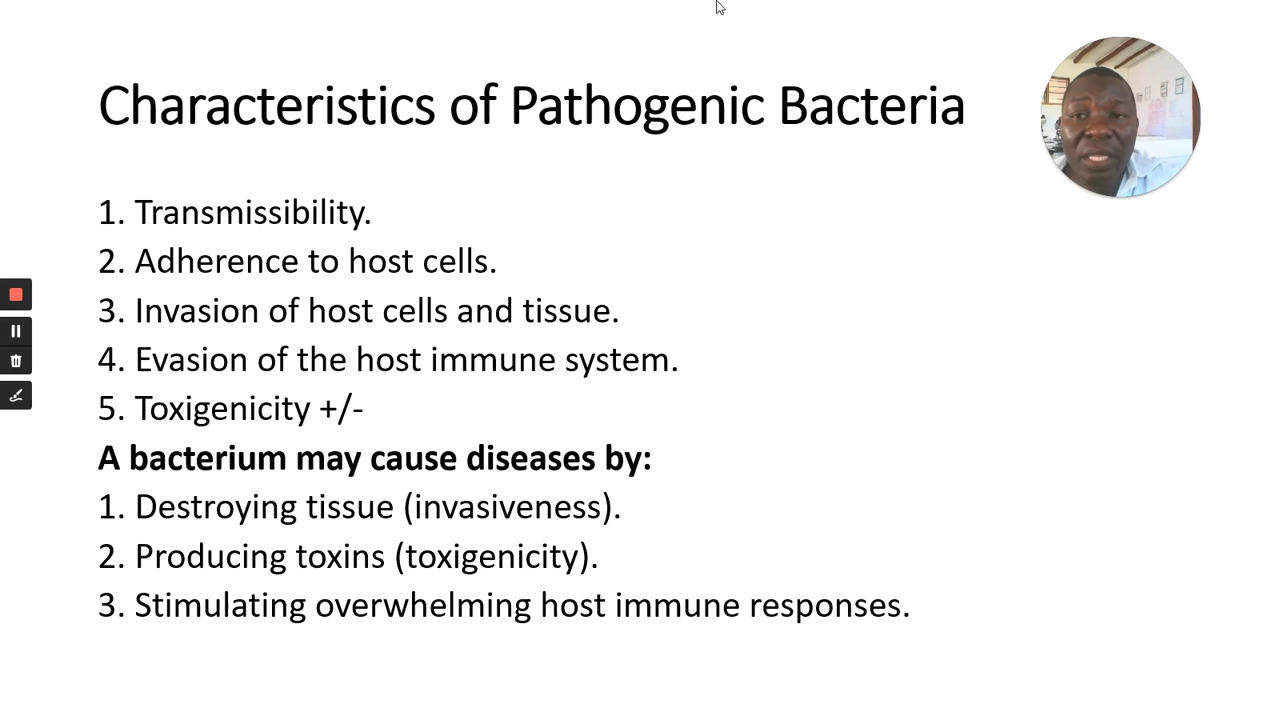 Characteristics of Pathogenic Bacteria
1. Transmissibility.
2. Adherence to host cells.
3. Invasion of host cells and tissue.
4. Evasion of the host immune system.
5. Toxigenicity +/-
A bacterium may cause diseases by:
1. Destroying tissue (invasiveness).
2. Producing toxins (toxigenicity).
3. Stimulating overwhelming host immune responses.